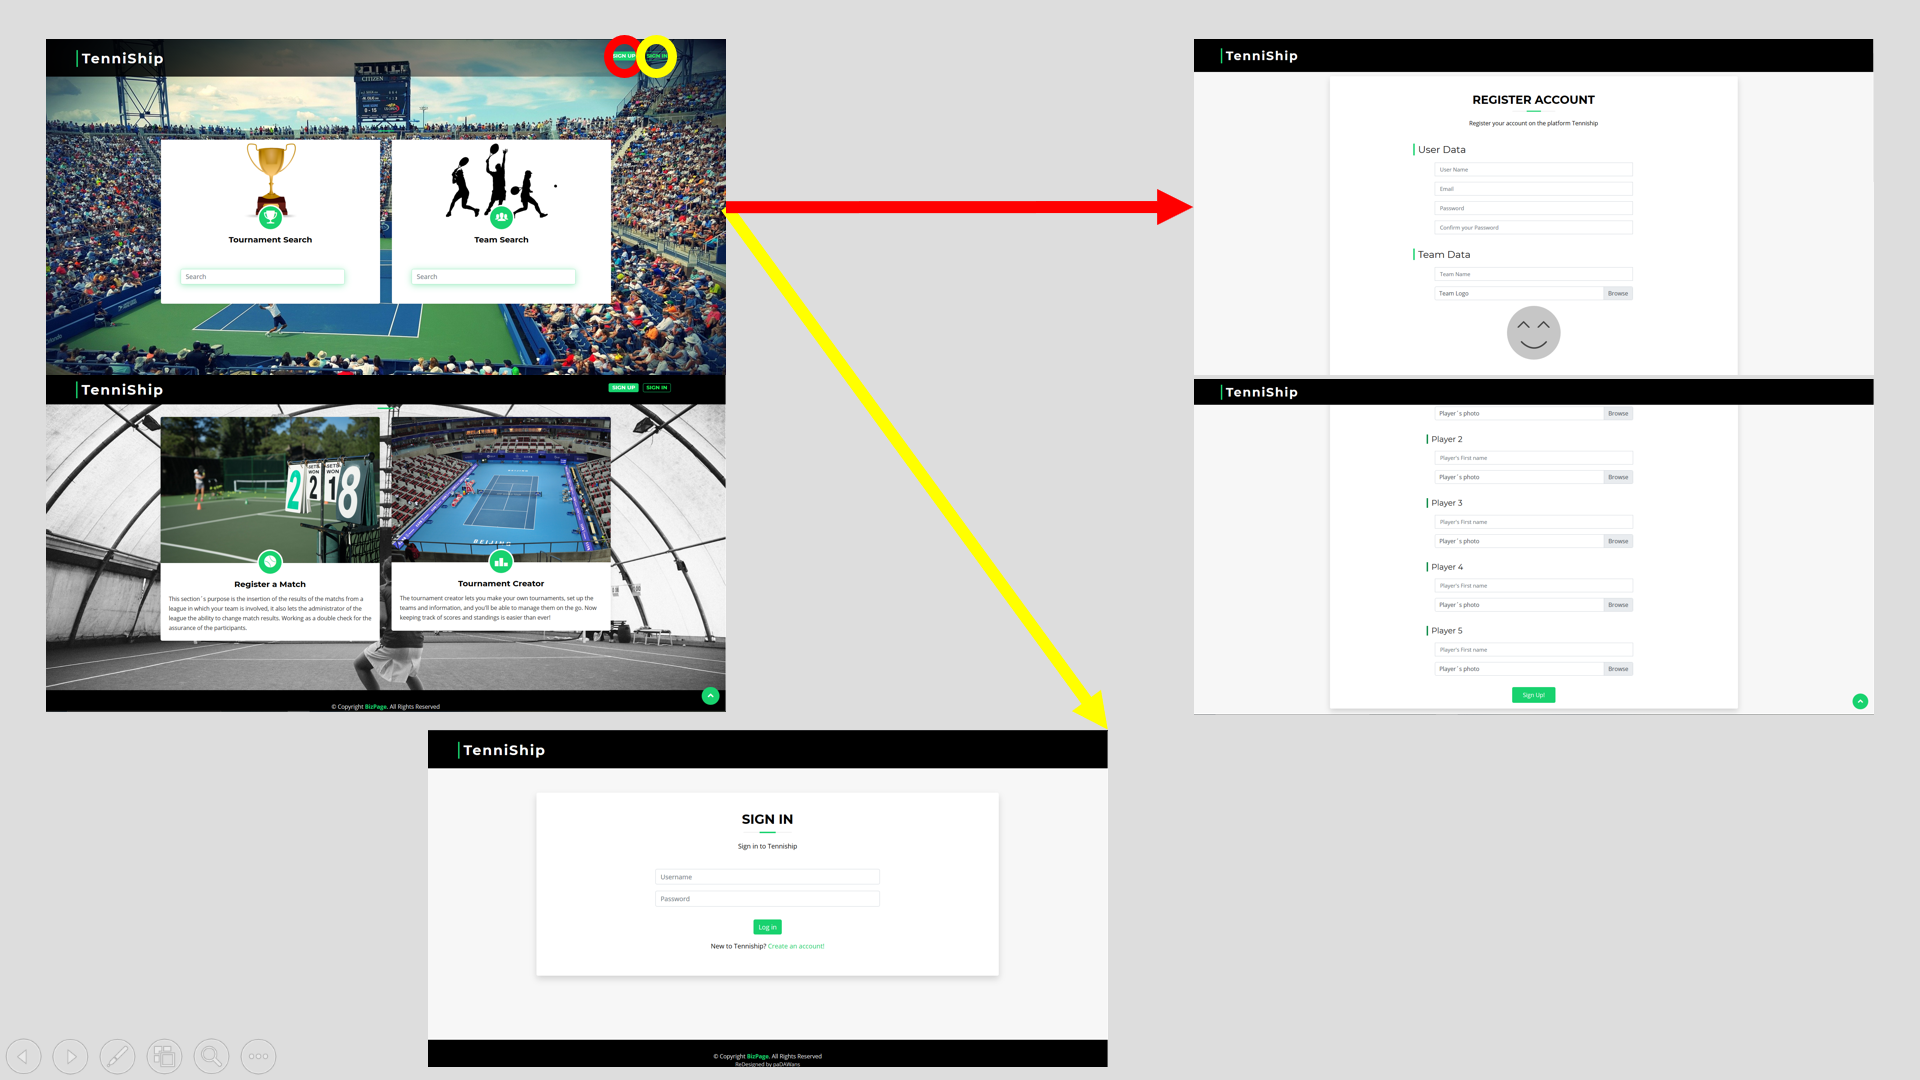 TenniShip
SIGN UP
SIGN IN
CITIZEN
0 - 15
Tournament Search
Search
Team Search
Search
TenniShip
SIGN UP
SIGN IN
SETS WON
SETS WON
2 2 1 8
BEIJING
Register a Match
This section`s purpose is the insertion of the results of the matchs from a
league in which your team is involved, it also lets the administrator of the
league the ability to change match results. Working as a double check for the
assurance of the participants.
Tournament Creator
The tournament creator lets you make your own tournaments, set up the
teams and information, and you'll be able to manage them on the go. Now
keeping track of scores and standings is easier than ever!
© Copyright BizPage. All Rights Reserved
TenniShip
REGISTER ACCOUNT
Register your account on the platform Tenniship
User Data
User Name
Email
Password
Confirm your Password
Team Data
Team Name
Team Logo Browse
TenniShip
Player`s photo Browse
Player 2
Player's First name
Player`s photo Browse
Player 3
Player's First name
Player`s photo Browse
Player 4
Player's First name
Player`s photo Browse
Player 5
Player's First name
Player`s photo Browse
Sign Up!
TenniShip
SIGN IN
Sign in to Tenniship
Username
Password
Log in
New to Tenniship? Create an account!
© Copyright BizPage. All Rights Reserved
ReDesigned by paDAWans